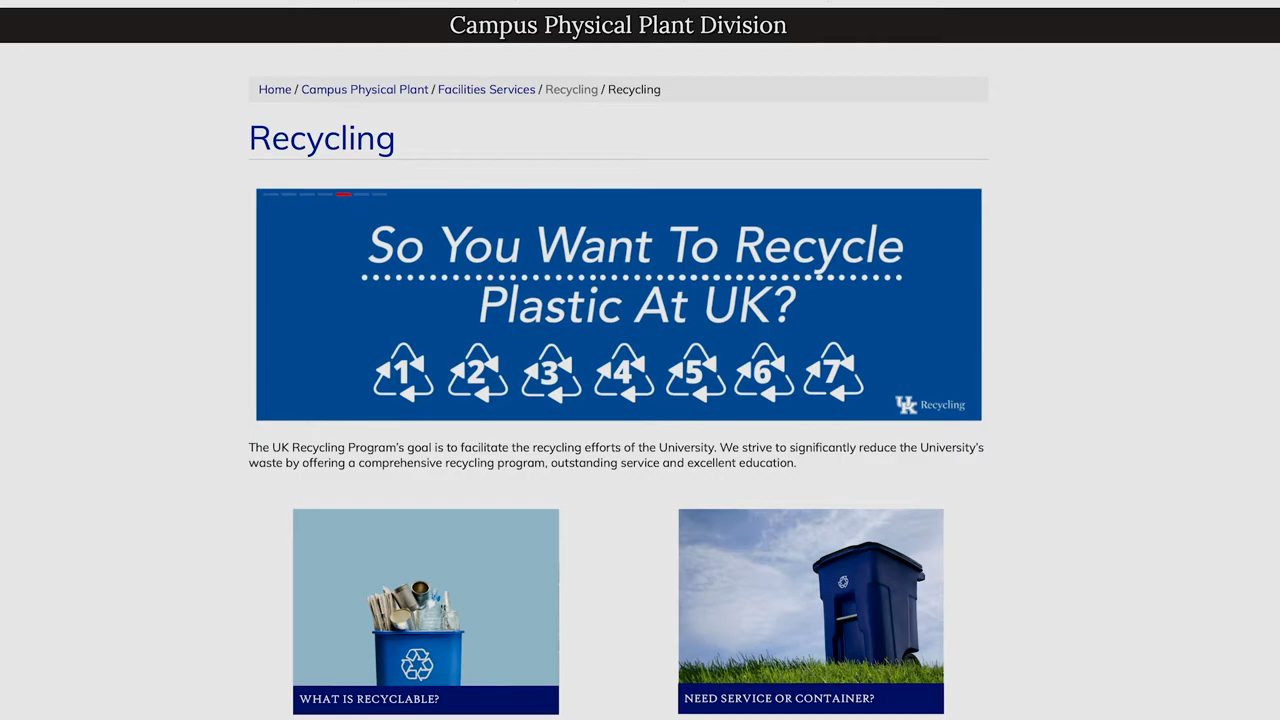 Campus Physical Plant Division
Home / Campus Physical Plant / Facilities Services / Recycling / Recycling
Recycling
So You Want To Recycle
Plastic At UK?
1 2 3 4 5 6 7
UK Recycling
The UK Recycling Program's goal is to facilitate the recycling efforts of the University. We strive to significantly reduce the University's
waste by offering a comprehensive recycling program, outstanding service and excellent education.
WHAT IS RECYCLABLE?
NEED SERVICE OR CONTAINER?